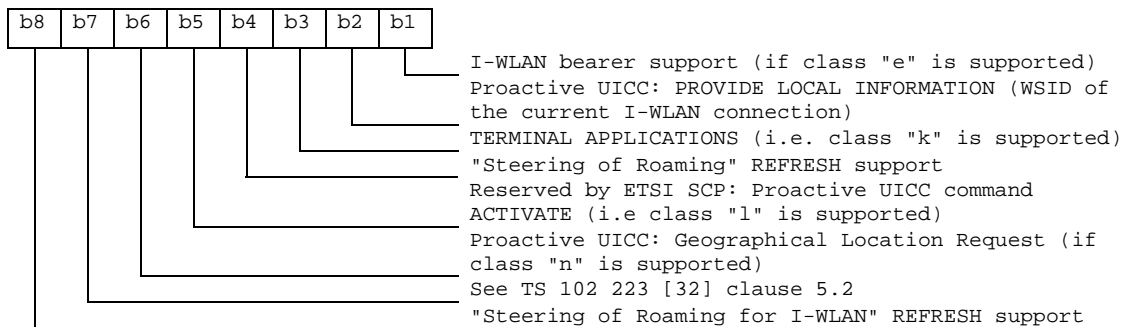 b8 b7 b6 b5 b4 b3 b2 b1
I-WLAN bearer support (if class "e" is supported)
Proactive UICC: PROVIDE LOCAL INFORMATION (WSID of
the current I-WLAN connection)
TERMINAL APPLICATIONS (i.e. class "k" is supported)
"Steering of Roaming" REFRESH support
Reserved by ETSI SCP: Proactive UICC command
ACTIVATE (i.e class "l" is supported)
Proactive UICC: Geographical Location Request (if
class "n" is supported)
See TS 102 223 [32] clause 5.2
"Steering of Roaming for I-WLAN" REFRESH support